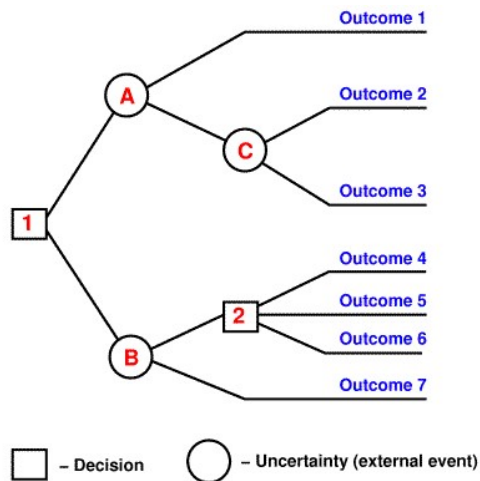 Outcome 1
A
Outcome 2
C
Outcome 3
1
Outcome 4
2
Outcome 5
Outcome 6
B
Outcome 7
– Decision
– Uncertainty (external event)